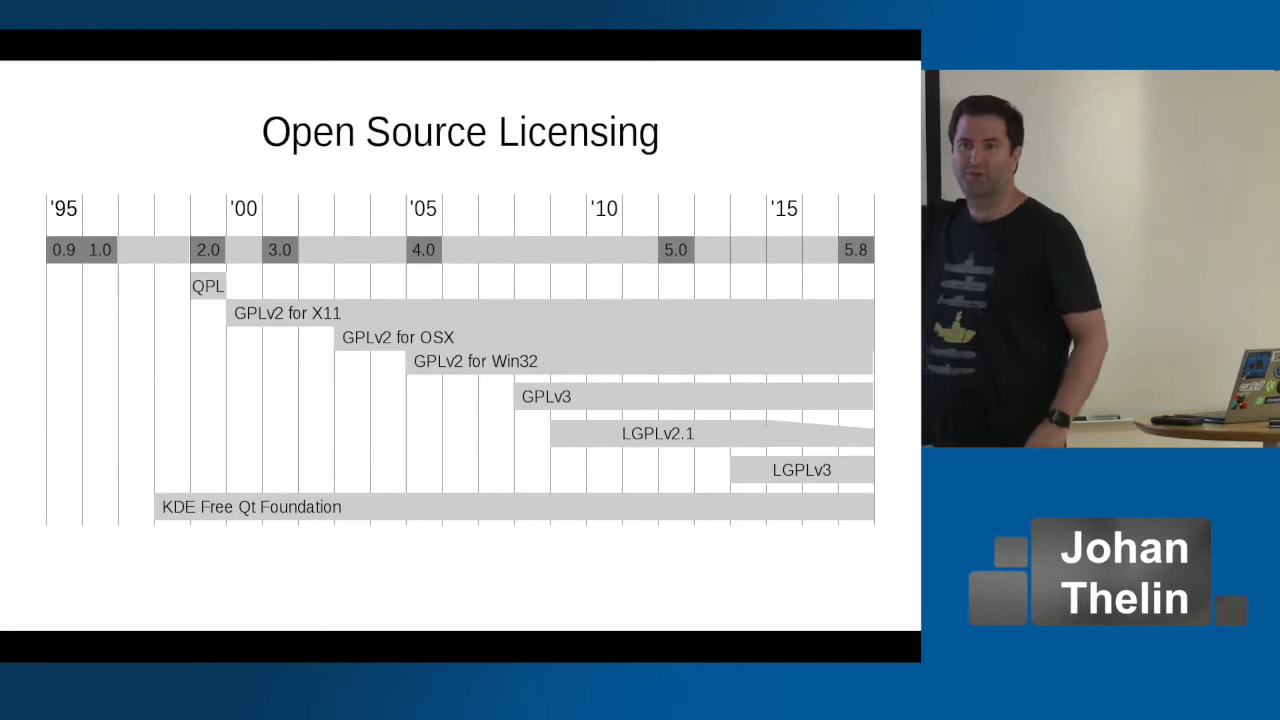 Open Source Licensing
'95 '00 '05 '10 '15
0.9 1.0 2.0 3.0 4.0 5.0 5.8
QPL
GPLv2 for X11
GPLv2 for OSX
GPLv2 for Win32
GPLv3
LGPLv2.1
LGPLv3
KDE Free Qt Foundation
Johan
Thelin